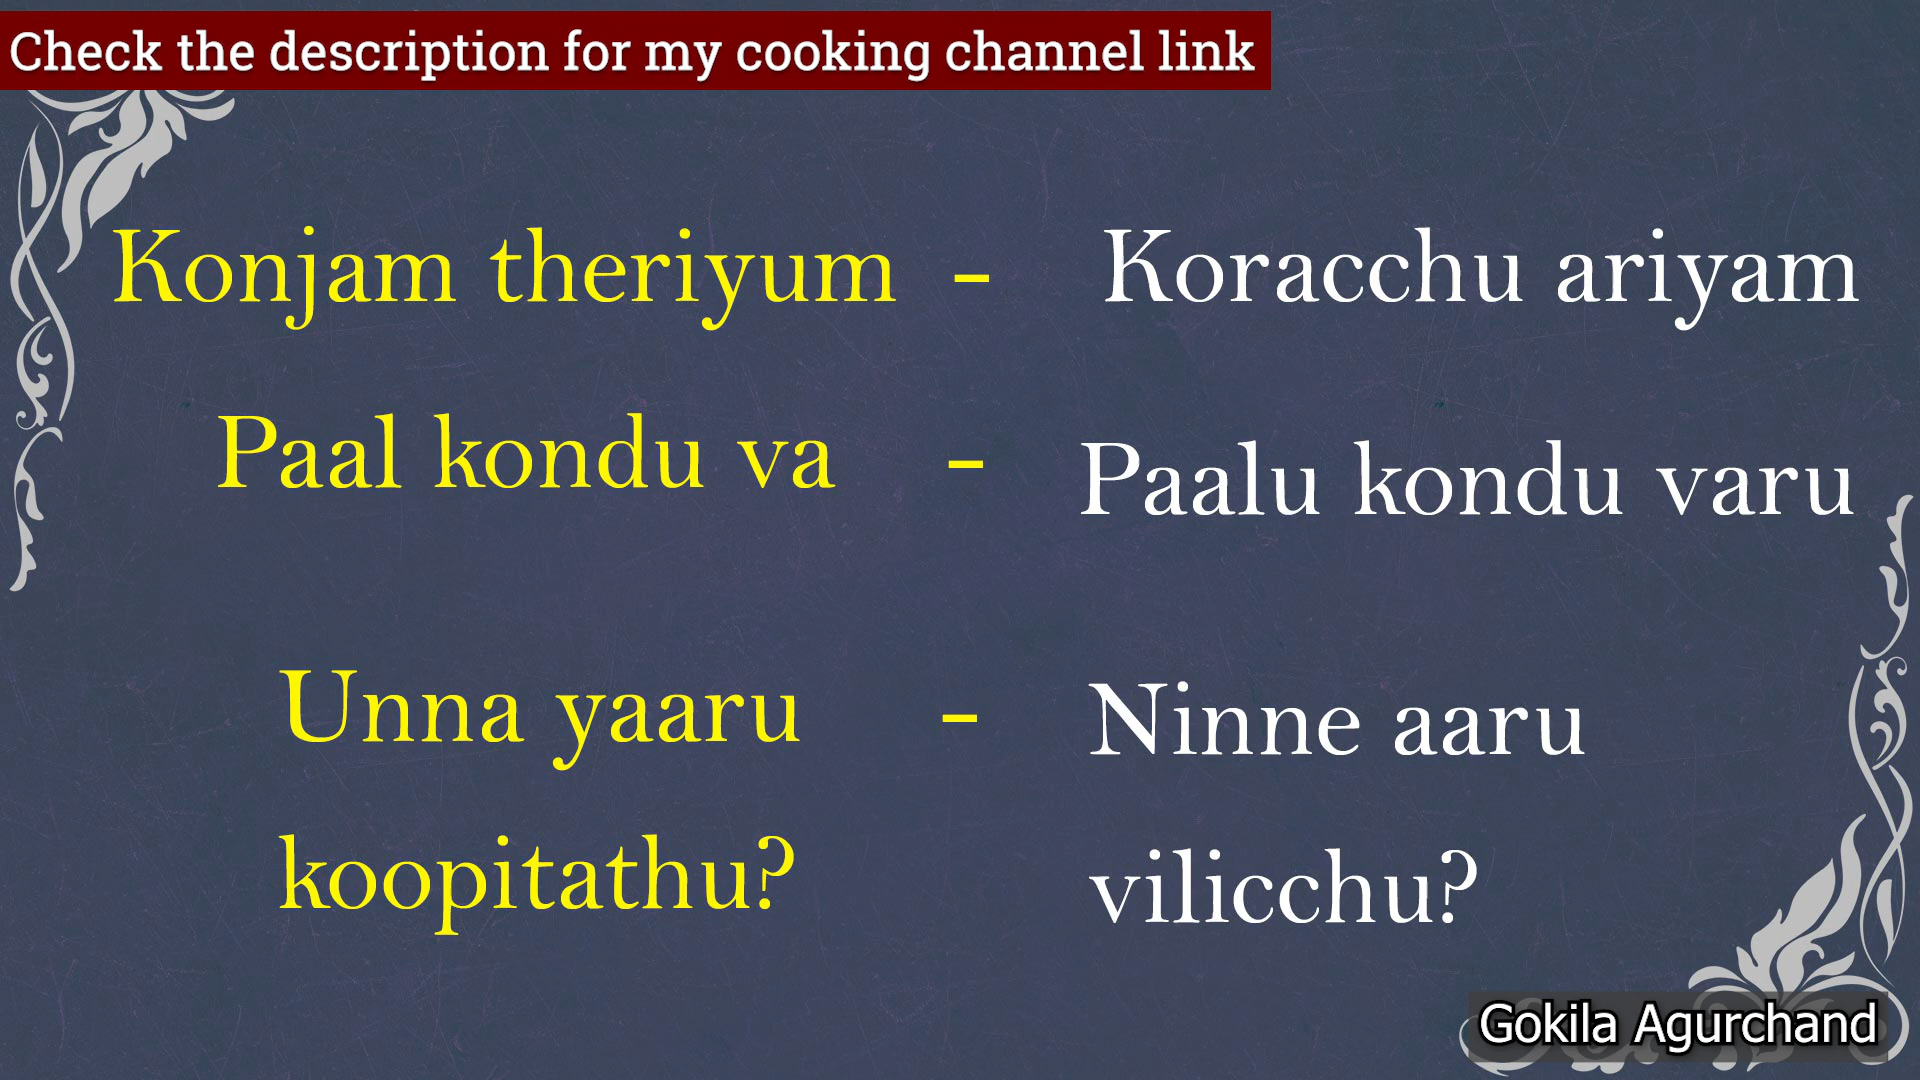 Check the description for my cooking channel link
Konjam theriyum - Koracchu ariyam
Paal kondu va - Paalu kondu varu
Unna yaaru - Ninne aaru
koopitathu? vilicchu?
Gokila Agurchand